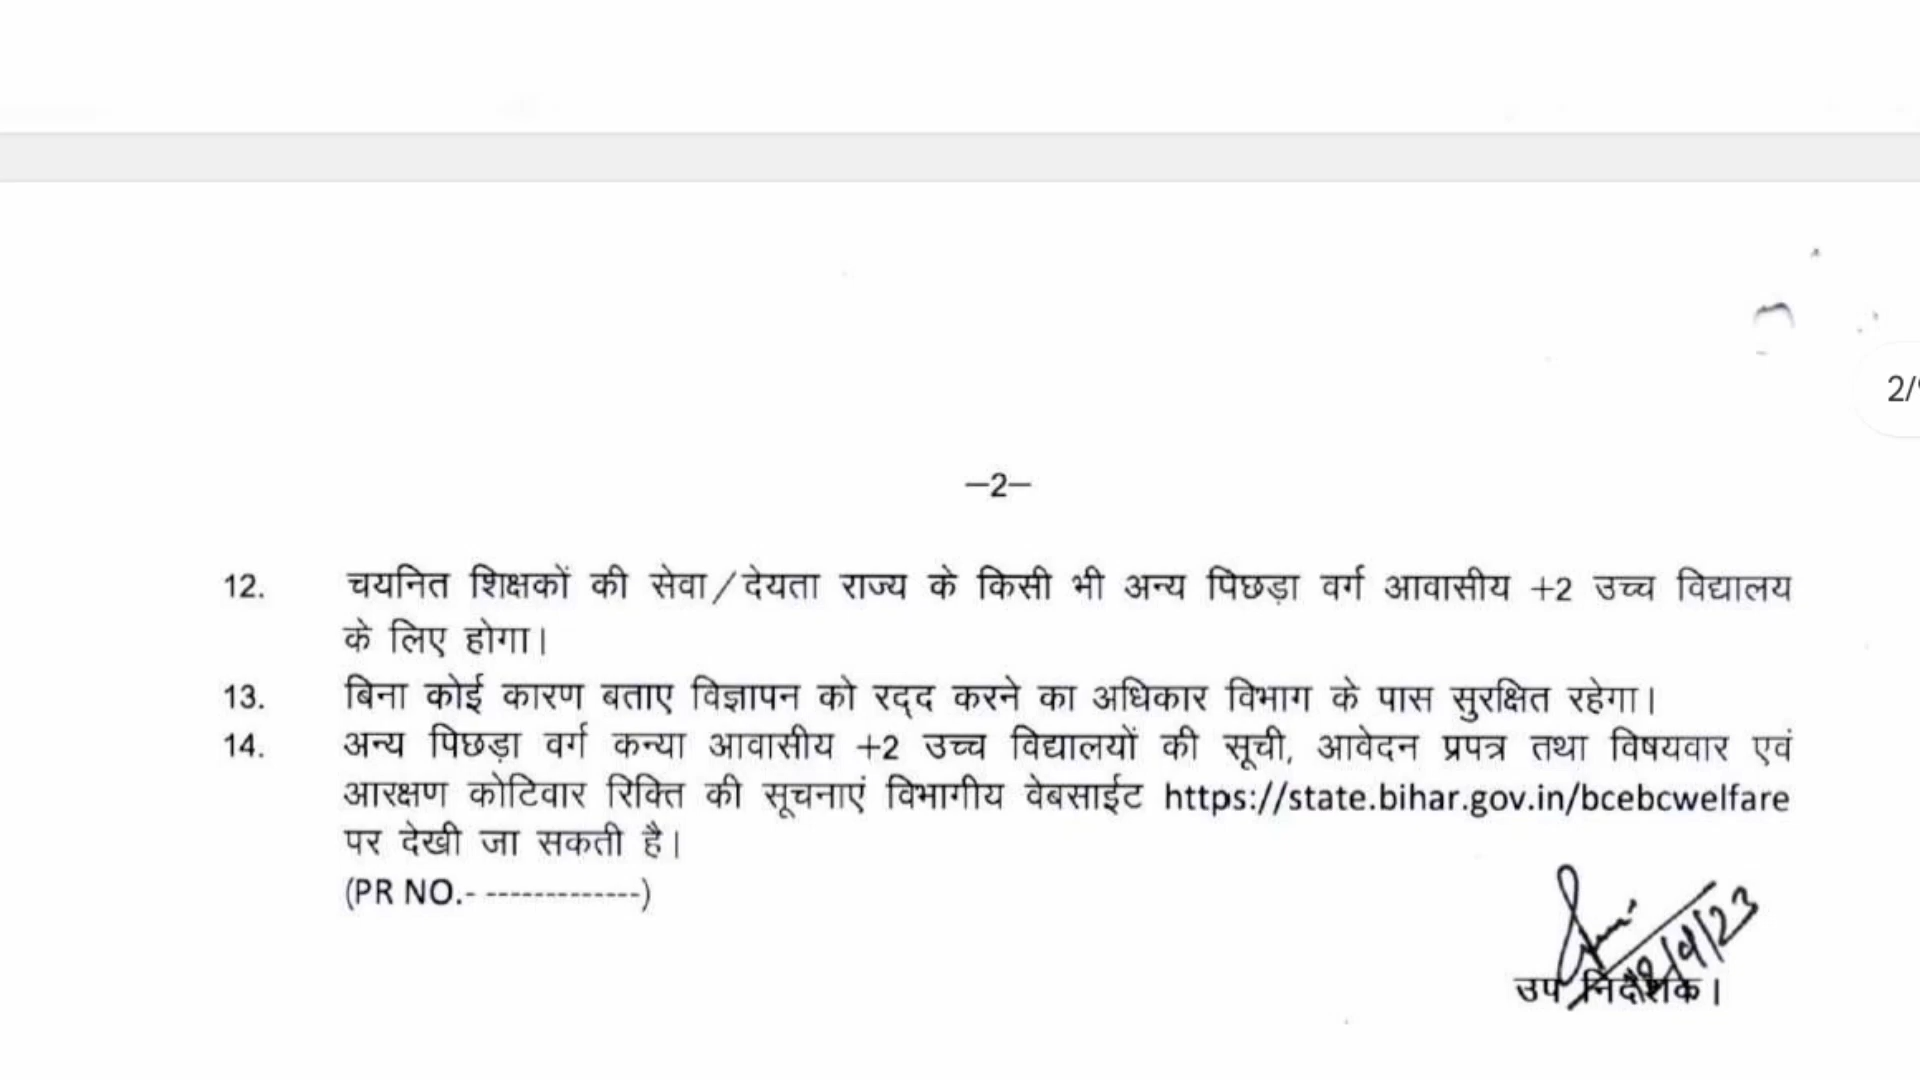 2/
—2—
12. चयनित शिक्षकों की सेवा/देयता राज्य के किसी भी अन्य पिछड़ा वर्ग आवासीय +2 उच्च विद्यालय
के लिए होगा।
13. बिना कोई कारण बताए विज्ञापन को रद्द करने का अधिकार विभाग के पास सुरक्षित रहेगा।
14. अन्य पिछड़ा वर्ग कन्या आवासीय +2 उच्च विद्यालयों की सूची, आवेदन प्रपत्र तथा विषयवार एवं
आरक्षण कोटिवार रिक्ति की सूचनाएं विभागीय वेबसाईट https://state.bihar.gov.in/bcebcwelfare
पर देखी जा सकती है।
(PR NO.- -------------)
उप निदेशक।